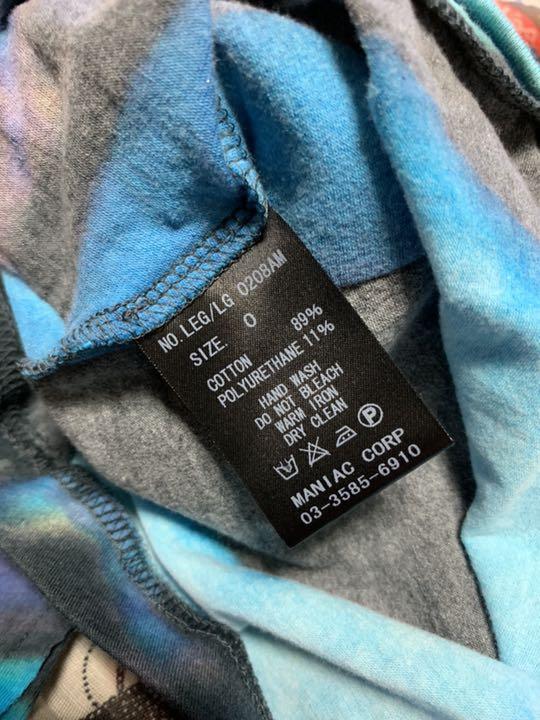 NO.LEG/LG 0208AM
SIZE 0
COTTON 89%
POLYURETHANE 11%
HAND WASH
DO NOT BLEACH
WARM IRON
DRY CLEAN
P
MANIAC CORP
03-3585-6910